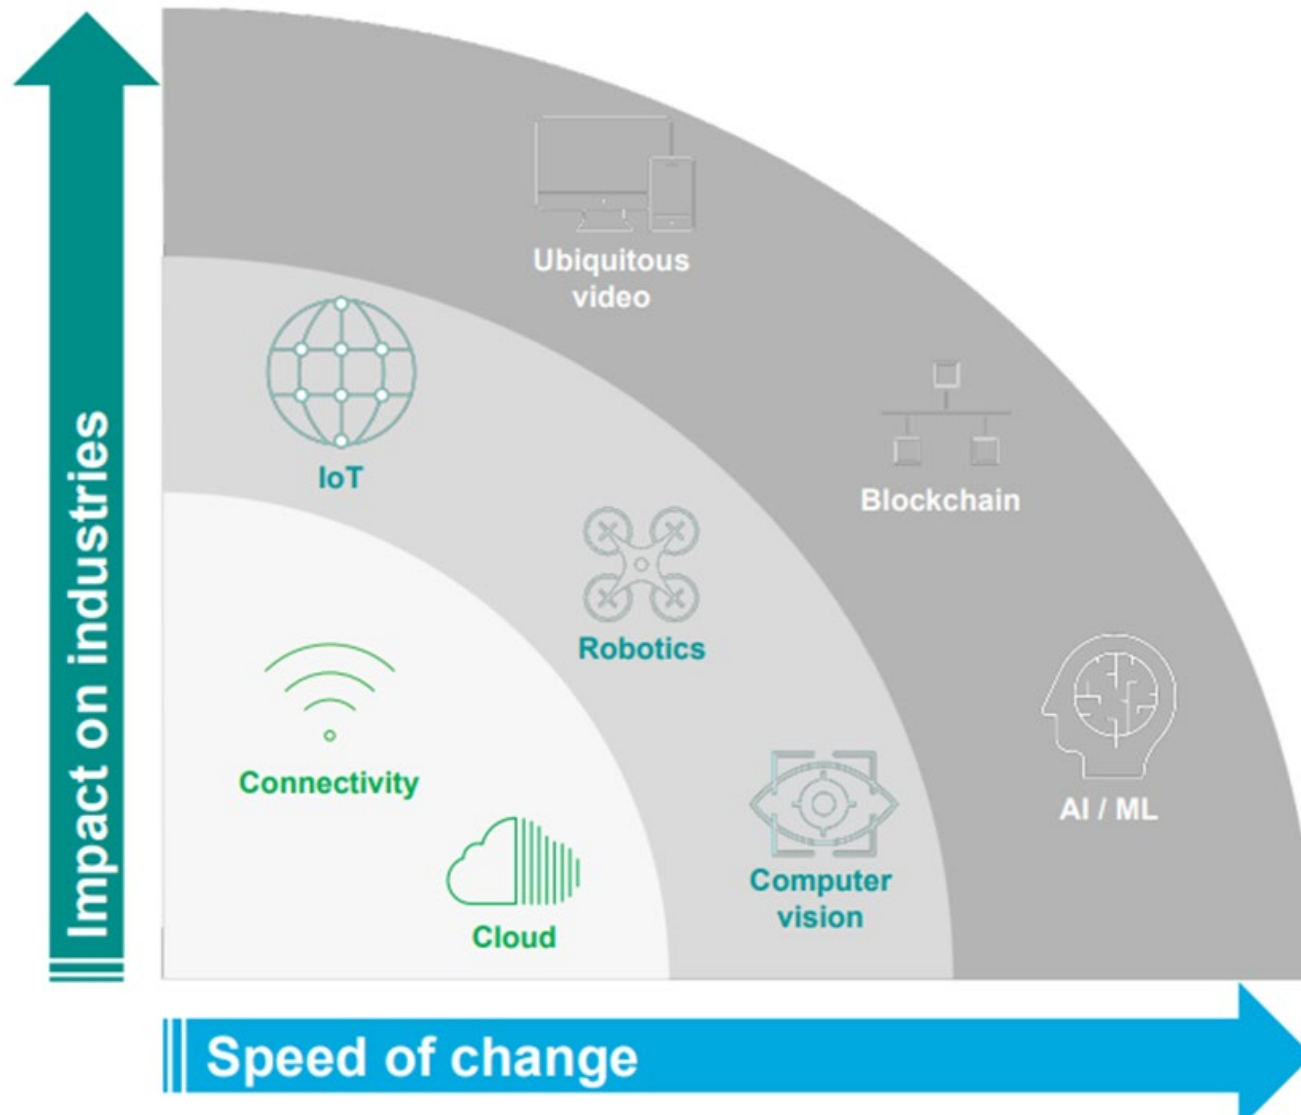 Impact on industries
Ubiquitous
video
IoT
Blockchain
Robotics
Connectivity
AI / ML
Computer
vision
Cloud
Speed of change